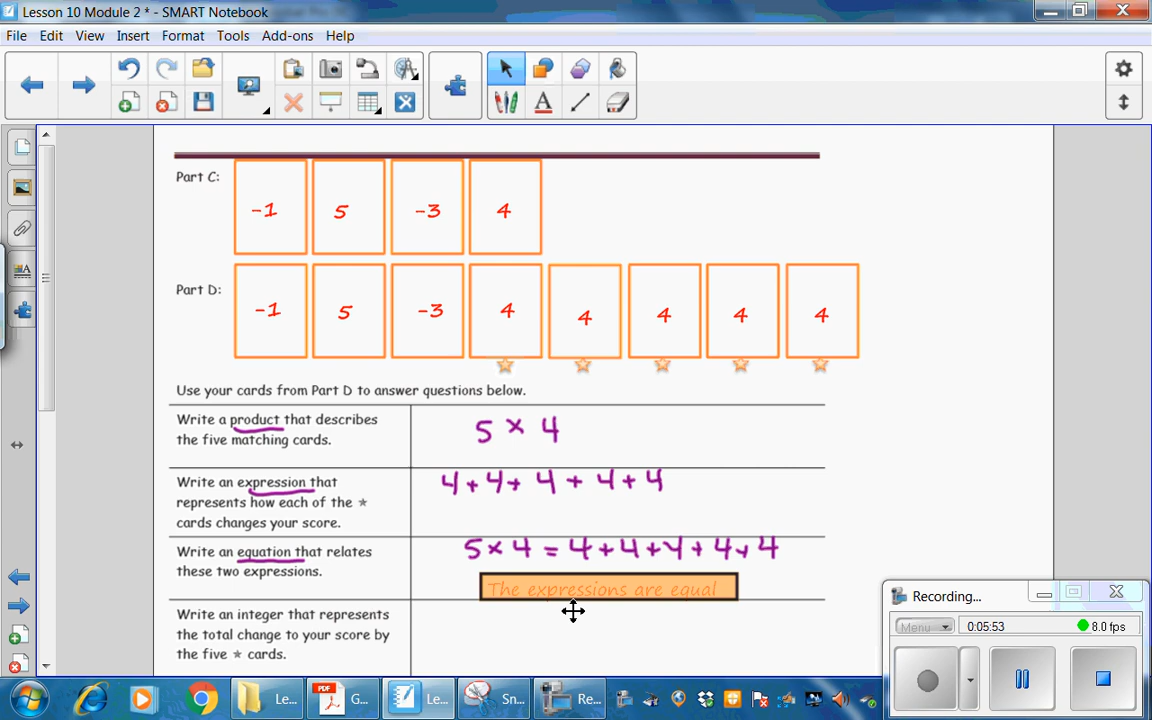 Lesson 10 Module 2 * - SMART Notebook
File Edit View Insert Format Tools Add-ons Help
Part C:
-1 5 -3 4
Part D:
-1 5 -3 4 4 4 4 4
Use your cards from Part D to answer questions below.
Write a product that describes
the five matching cards.
5 × 4
Write an expression that
represents how each of the ★
cards changes your score.
4+4+ 4 + 4+4
Write an equation that relates
these two expressions.
5×4 = 4+4+4+4+4
The expressions are equal
Write an integer that represents
the total change to your score by
the five ★ cards.
Recording...
Menu 0:05:53 8.0 fps
Le... PDF G... Le... Sn... Re...